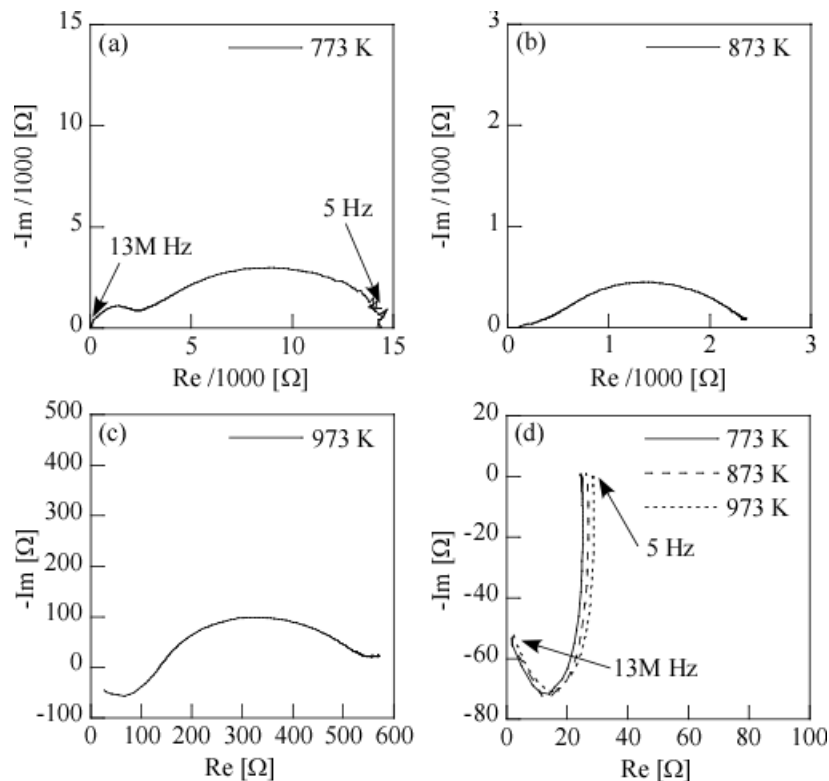 (a)
773 K
15
10
5
0
-Im /1000 [Ω]
13M Hz
5 Hz
0 5 10 15
Re /1000 [Ω]
(b)
873 K
3
2
1
0
-Im /1000 [Ω]
0 1 2 3
Re /1000 [Ω]
(c)
973 K
500
400
300
200
100
0
-100
-Im [Ω]
0 100 200 300 400 500 600
Re [Ω]
(d)
773 K
873 K
973 K
20
0
-20
-40
-60
-80
-Im [Ω]
5 Hz
13M Hz
0 20 40 60 80 100
Re [Ω]